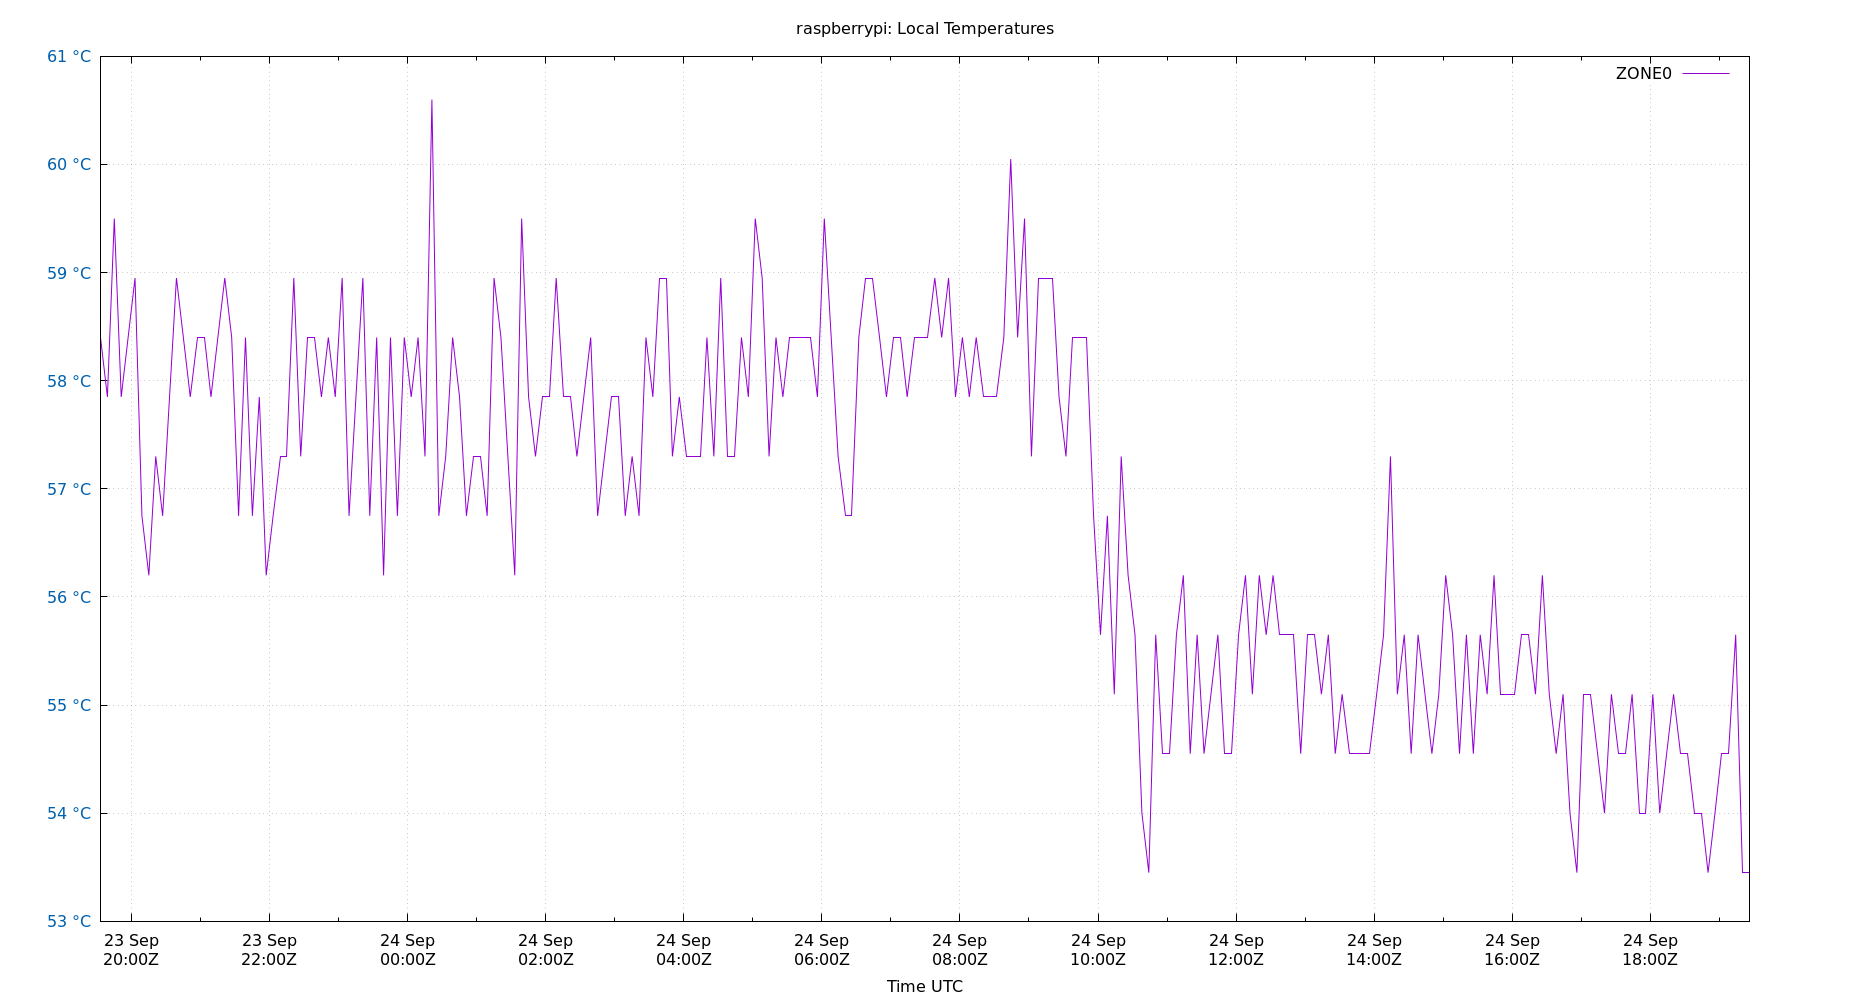 raspberrypi: Local Temperatures
ZONE0
61 °C
60 °C
59 °C
58 °C
57 °C
56 °C
55 °C
54 °C
53 °C
23 Sep 23 Sep 24 Sep 24 Sep 24 Sep 24 Sep 24 Sep 24 Sep 24 Sep 24 Sep 24 Sep 24 Sep
20:00Z 22:00Z 00:00Z 02:00Z 04:00Z 06:00Z 08:00Z 10:00Z 12:00Z 14:00Z 16:00Z 18:00Z
Time UTC